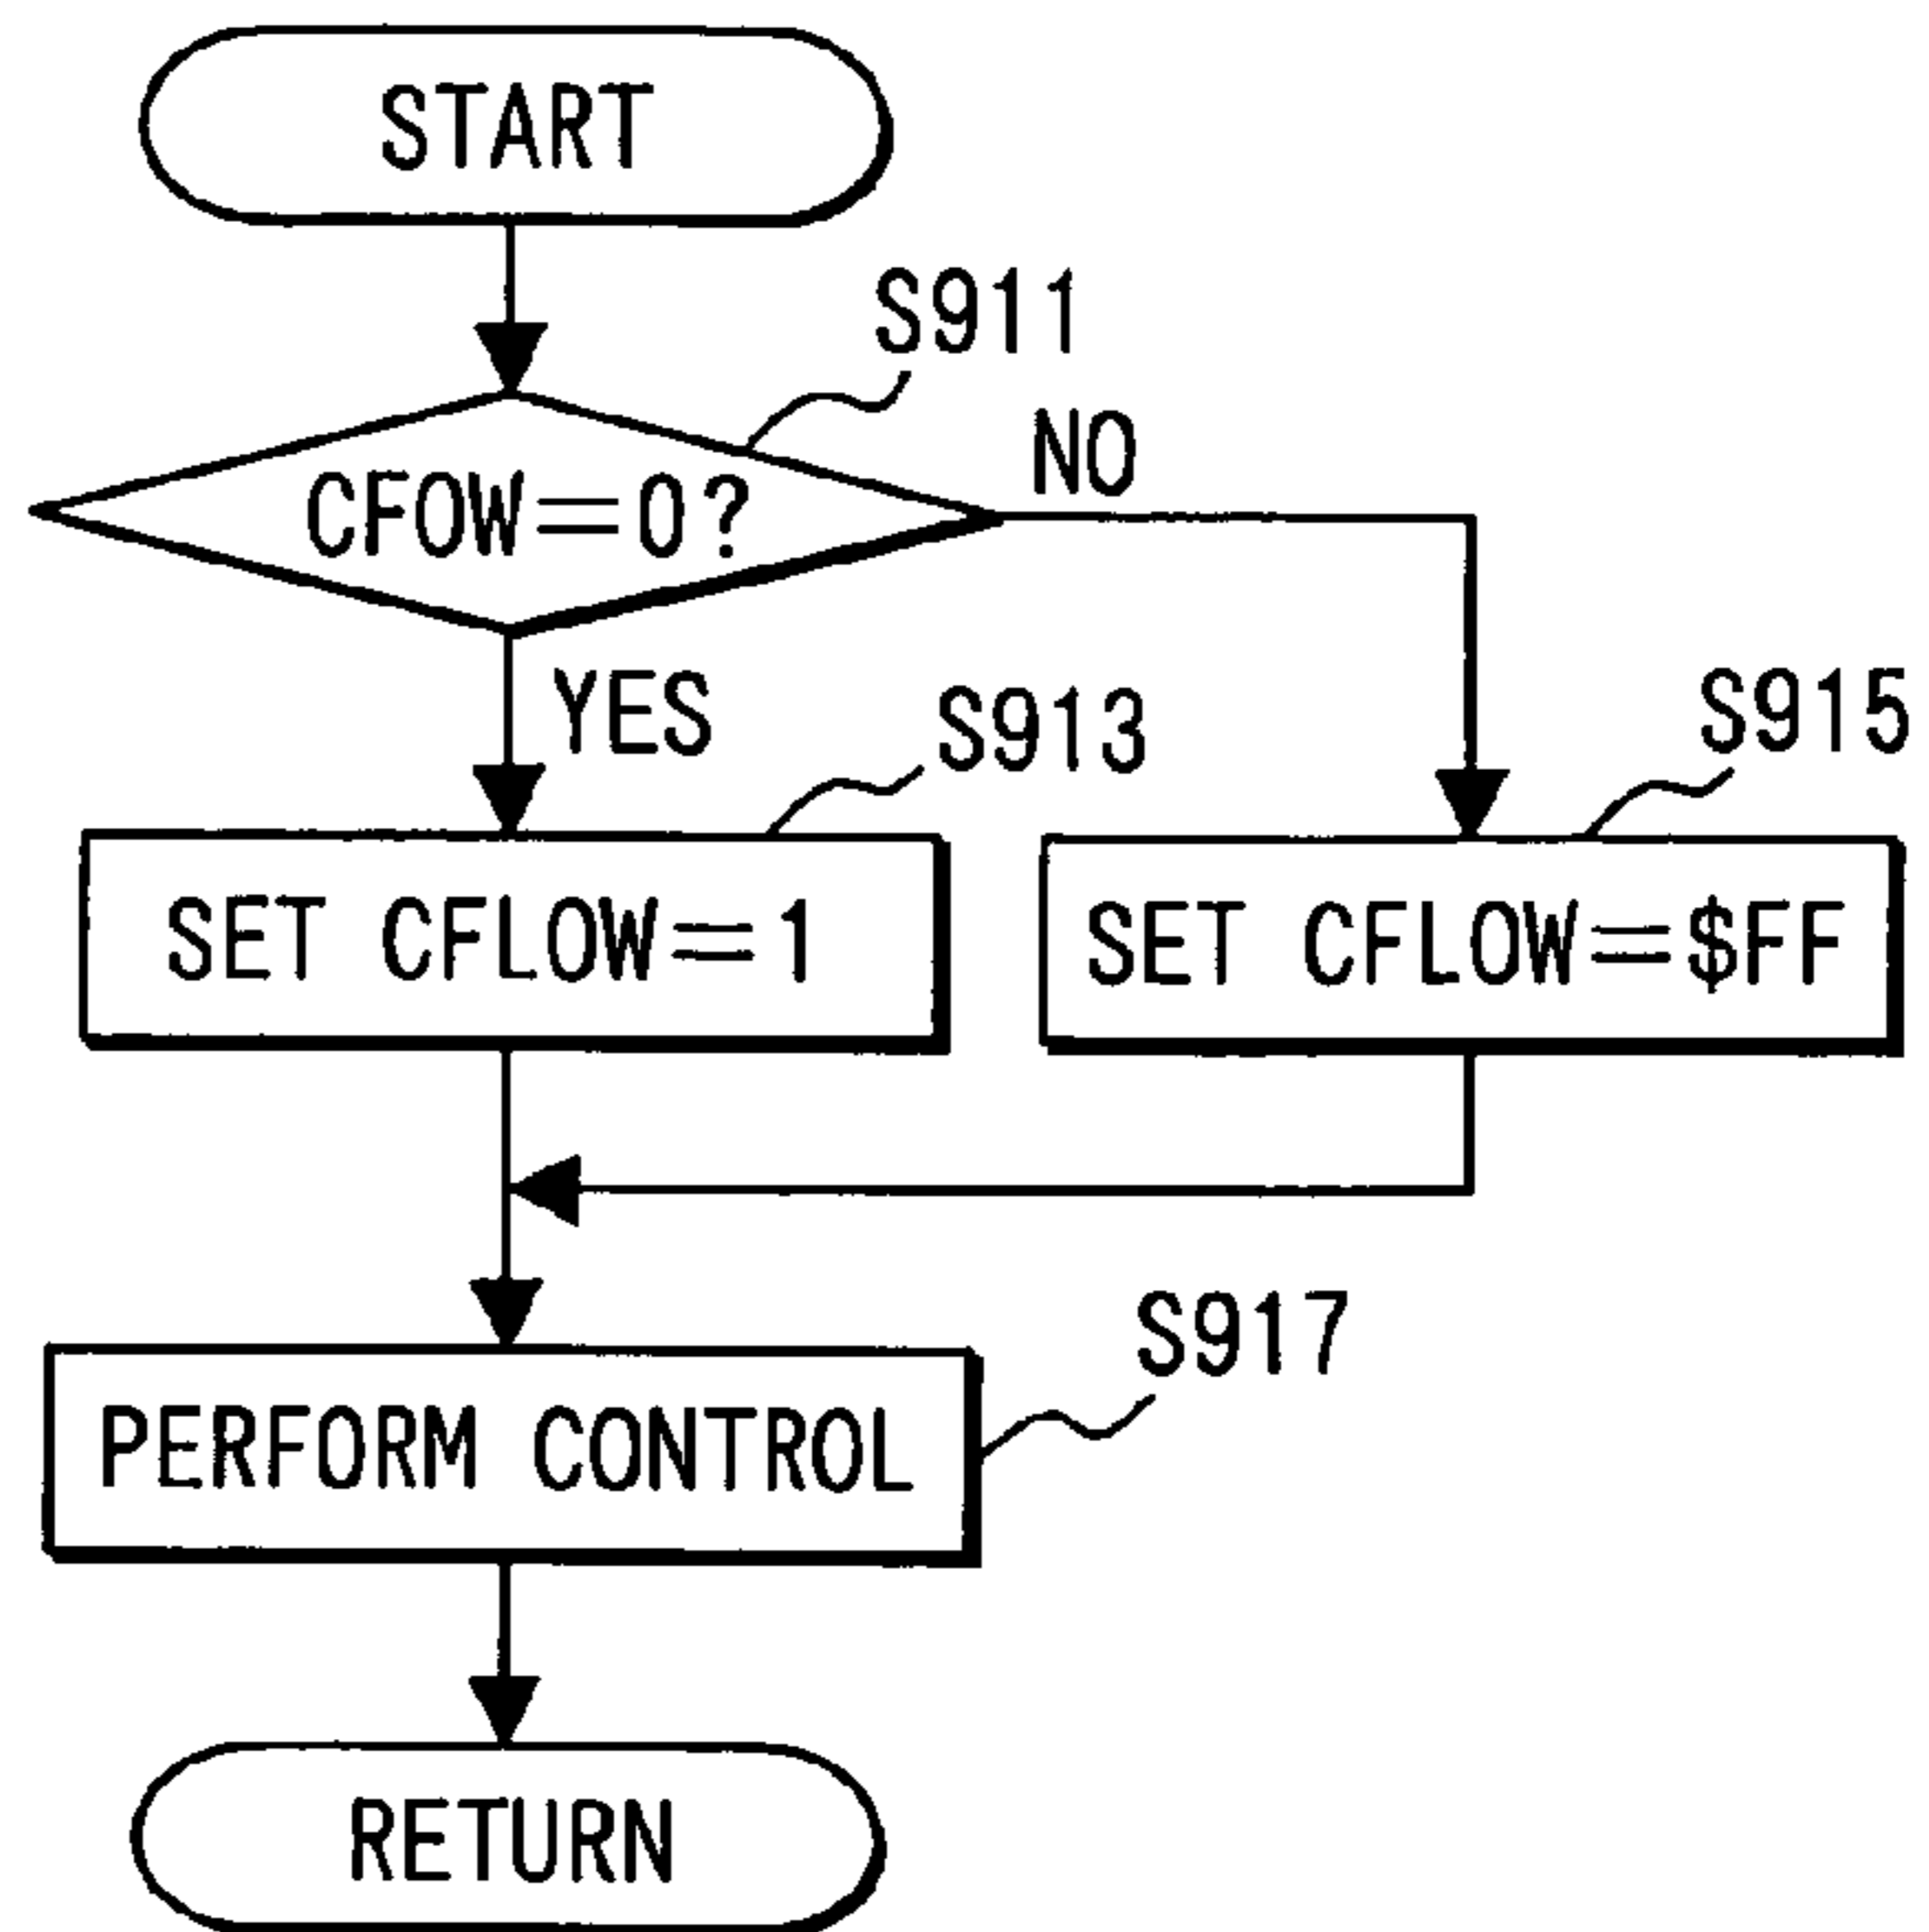 START
S911
CFOW=0?
NO
YES
S913
S915
SET CFLOW=1
SET CFLOW=$FF
S917
PERFORM CONTROL
RETURN